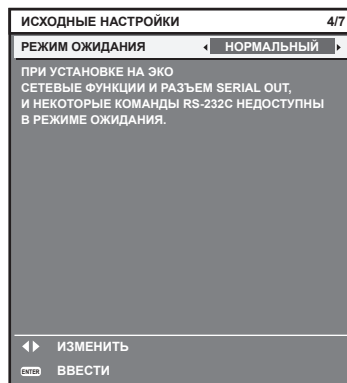 ИСХОДНЫЕ НАСТРОЙКИ 4/7
РЕЖИМ ОЖИДАНИЯ НОРМАЛЬНЫЙ
ПРИ УСТАНОВКЕ НА ЭКО
СЕТЕВЫЕ ФУНКЦИИ И РАЗЪЕМ SERIAL OUT,
И НЕКОТОРЫЕ КОМАНДЫ RS-232C НЕДОСТУПНЫ
В РЕЖИМЕ ОЖИДАНИЯ.
ИЗМЕНИТЬ
ENTER ВВЕСТИ